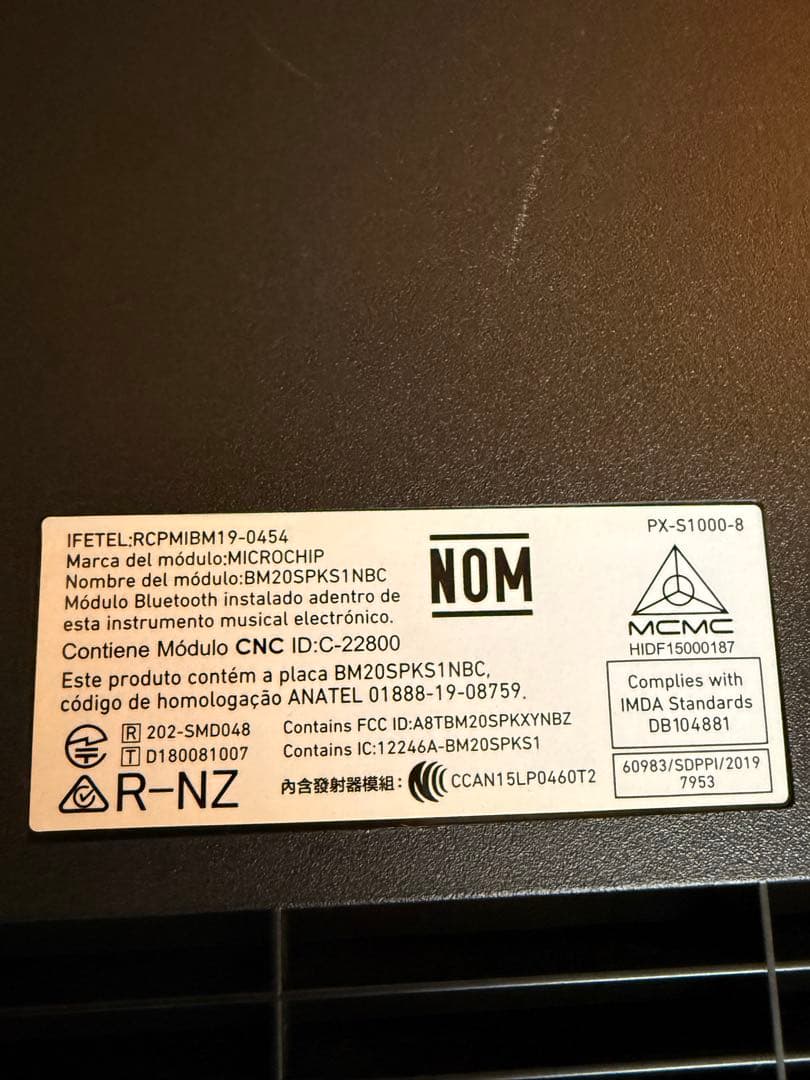 IFETEL:RCPMIBM19-0454
Marca del módulo:MICROCHIP
Nombre del módulo:BM20SPKS1NBC
Módulo Bluetooth instalado adentro de
esta instrumento musical electrónico.
Contiene Módulo CNC ID:C-22800
Este produto contém a placa BM20SPKS1NBC,
código de homologação ANATEL 01888-19-08759.
R 202-SMD048
T D180081007
R-NZ
Contains FCC ID:A8TBM20SPKXYNBZ
Contains IC:12246A-BM20SPKS1
內含發射器模組: CCAN15LP0460T2
NOM
PX-S1000-8
MCMC
HIDF15000187
Complies with
IMDA Standards
DB104881
60983/SDPPI/2019
7953